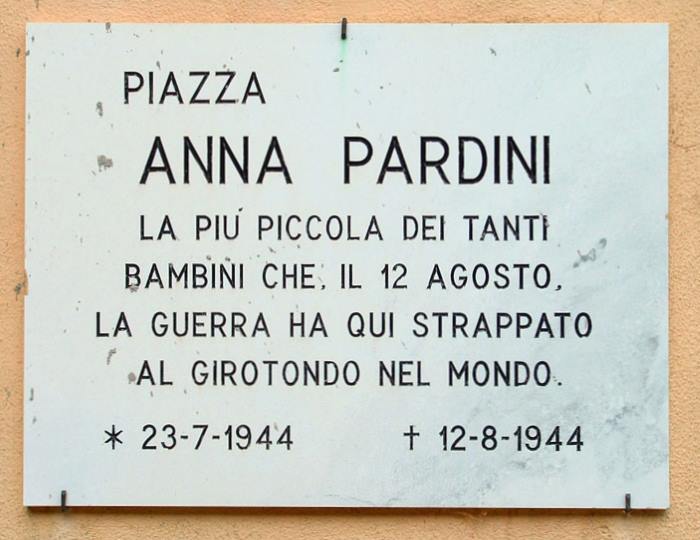 PIAZZA
ANNA PARDINI
LA PIÚ PICCOLA DEI TANTI
BAMBINI CHE, IL 12 AGOSTO,
LA GUERRA HA QUI STRAPPATO
AL GIROTONDO NEL MONDO.
* 23-7-1944 † 12-8-1944